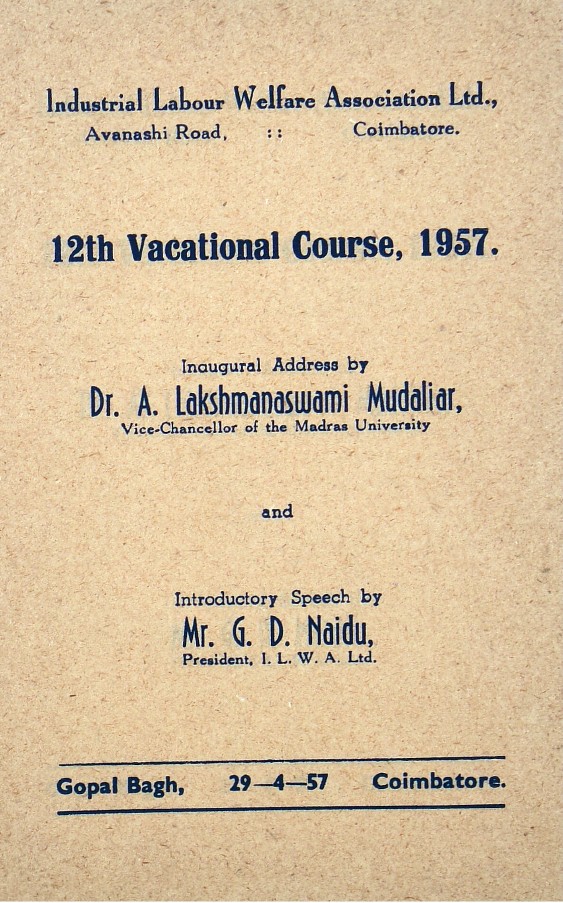 Industrial Labour Welfare Association Ltd.,
Avanashi Road, :: Coimbatore.
12th Vacational Course, 1957.
Inaugural Address by
Dr. A. Lakshmanaswami Mudaliar,
Vice-Chancellor of the Madras University
and
Introductory Speech by
Mr. G. D. Naidu,
President, I. L. W. A. Ltd.
Gopal Bagh, 29—4—57 Coimbatore.